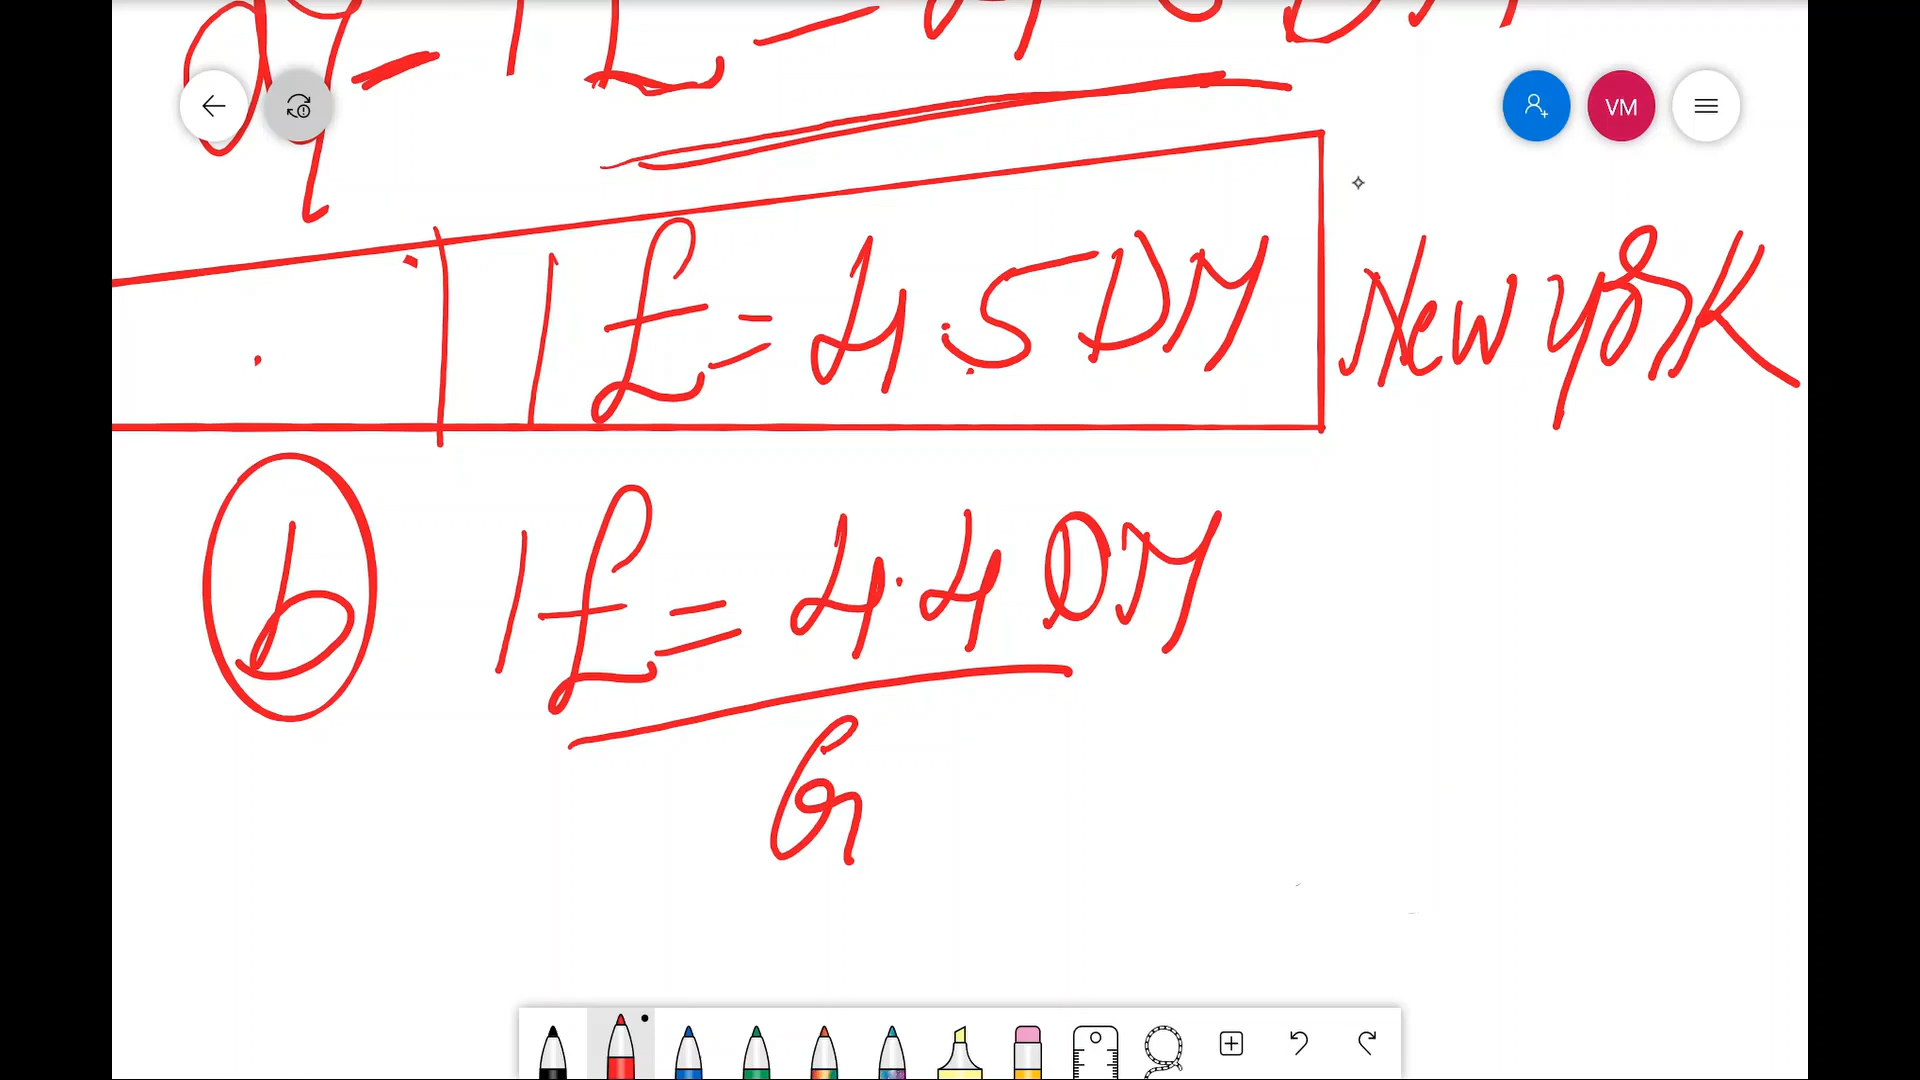 VM
1£ = 4.5 DM New York
b 1£ = 4.4 DM
G